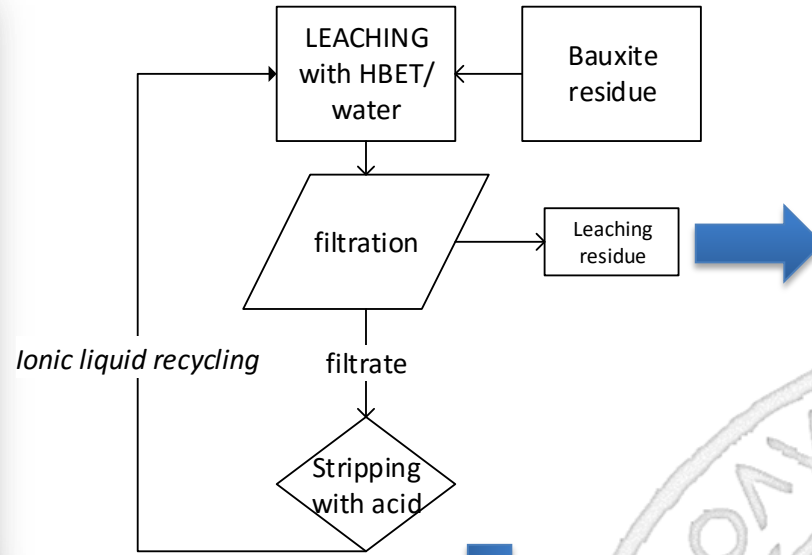 LEACHING
with HBET/
water
Bauxite
residue
filtration
Leaching
residue
Ionic liquid recycling
filtrate
Stripping
with acid